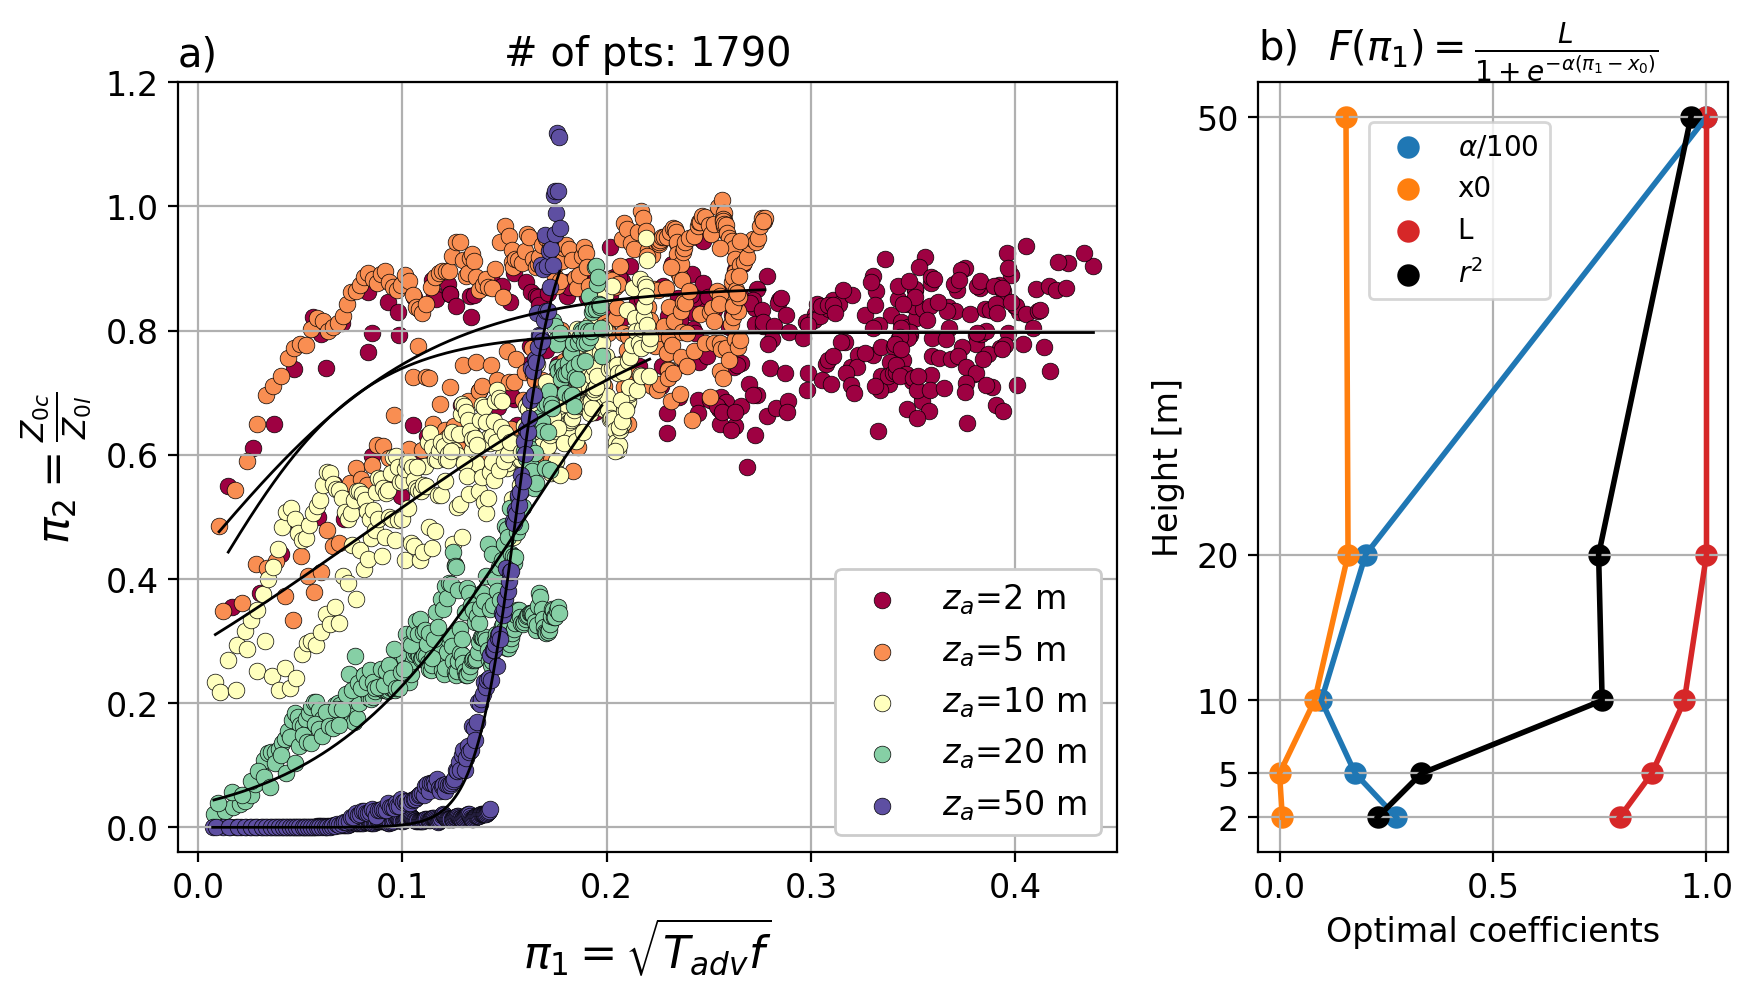 a)
# of pts: 1790
1.2
1.0
0.8
0.6
0.4
0.2
0.0
π₂ = z₀c / z₀l
0.0 0.1 0.2 0.3 0.4
π₁ = √(T_adv f)
z_a=2 m
z_a=5 m
z_a=10 m
z_a=20 m
z_a=50 m
b) F(π₁) = L / (1 + e^{−α(π₁ − x₀)})
50
20
10
5
2
Height [m]
α/100
x0
L
r²
0.0 0.5 1.0
Optimal coefficients